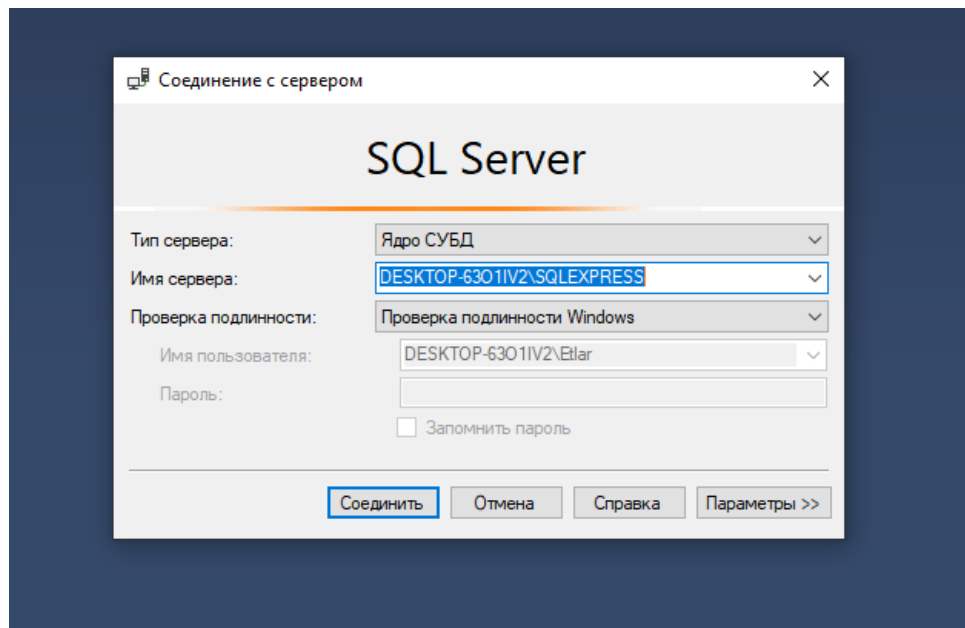 Соединение с сервером
SQL Server
Тип сервера: Ядро СУБД
Имя сервера: DESKTOP-63O1IV2\SQLEXPRESS
Проверка подлинности: Проверка подлинности Windows
Имя пользователя: DESKTOP-63O1IV2\Etlar
Пароль:
Запомнить пароль
Соединить Отмена Справка Параметры >>